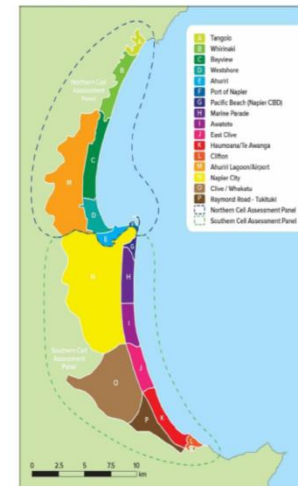 A Tangoio
B Whirinaki
C Bayview
D Westshore
E Ahuriri
F Port of Napier
G Pacific Beach (Napier CBD)
H Marine Parade
I Awatoto
J East Clive
K Haumoana/Te Awanga
L Clifton
M Ahuriri Lagoon/Airport
N Napier City
O Clive / Whakatu
P Raymond Road - Tukituki
Northern Cell Assessment Panel
Southern Cell Assessment Panel
Northern Cell
Assessment
Panel
B
C
M
D
E
G
N
H
I
Southern Cell
Assessment
Panel
J
O
K
P
0 2.5 5 7.5 10
km